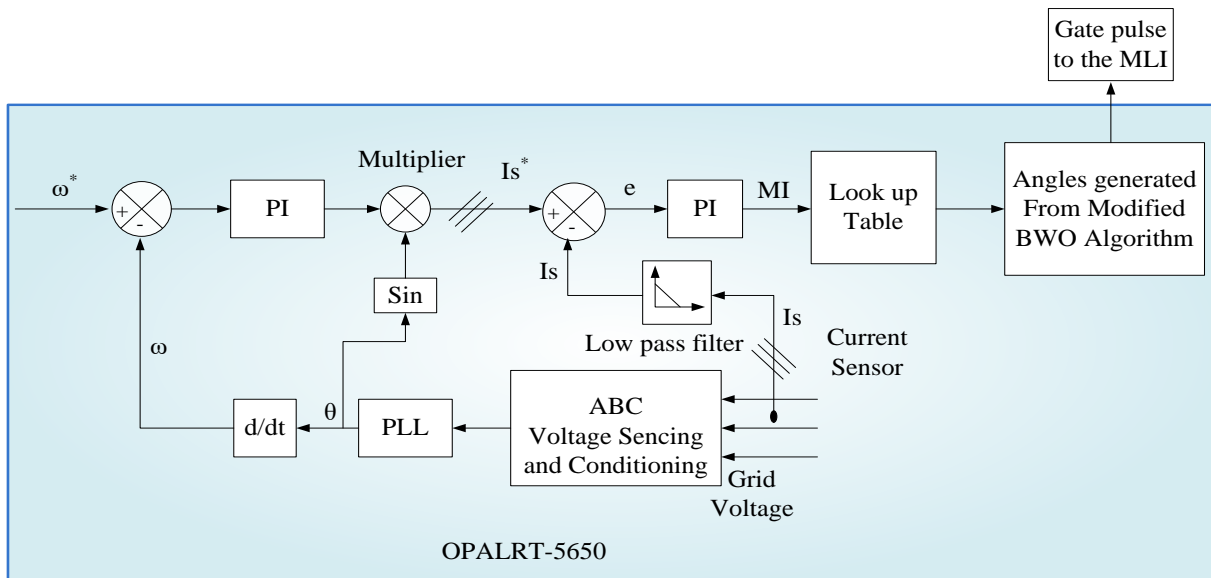 Gate pulse
to the MLI
Multiplier
ω*
+
-
PI
Is*
+
-
e
PI
MI
Look up
Table
Angles generated
From Modified
BWO Algorithm
Sin
Is
Is
Low pass filter
Current
Sensor
ω
d/dt
θ
PLL
ABC
Voltage Sencing
and Conditioning
Grid
Voltage
OPALRT-5650